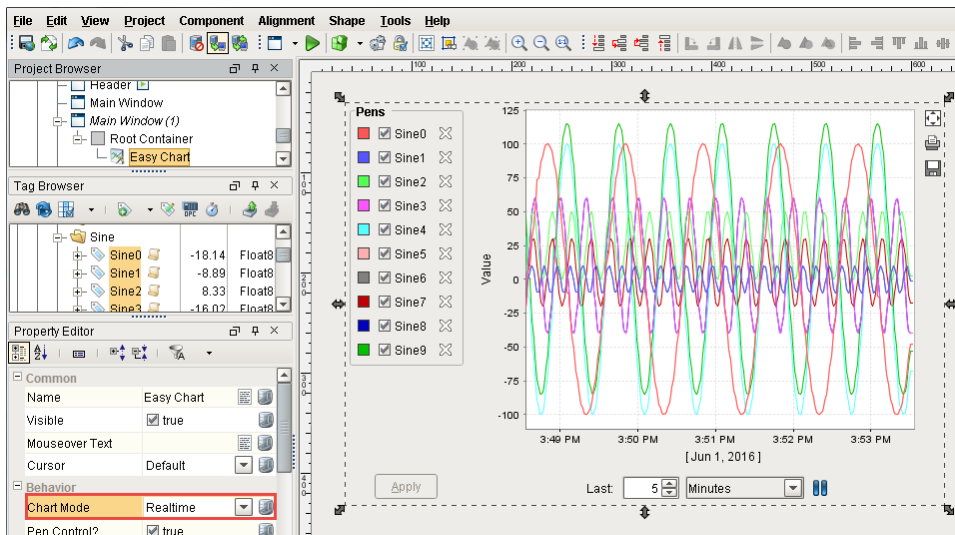 File Edit View Project Component Alignment Shape Tools Help
Project Browser
Header
Main Window
Main Window (1)
Root Container
Easy Chart
Tag Browser
OPC
Sine
Sine0 -18.14 Float8
Sine1 -8.89 Float8
Sine2 8.33 Float8
Sine3 -16.02 Float8
Property Editor
Common
Name Easy Chart
Visible true
Mouseover Text
Cursor Default
Behavior
Chart Mode Realtime
Pen Control? true
100 200 300 400 500 600
100
200
300
400
Pens
Sine0
Sine1
Sine2
Sine3
Sine4
Sine5
Sine6
Sine7
Sine8
Sine9
Apply
Value
125
100
75
50
25
0
-25
-50
-75
-100
3:49 PM 3:50 PM 3:51 PM 3:52 PM 3:53 PM
[Jun 1, 2016]
Last: 5 Minutes